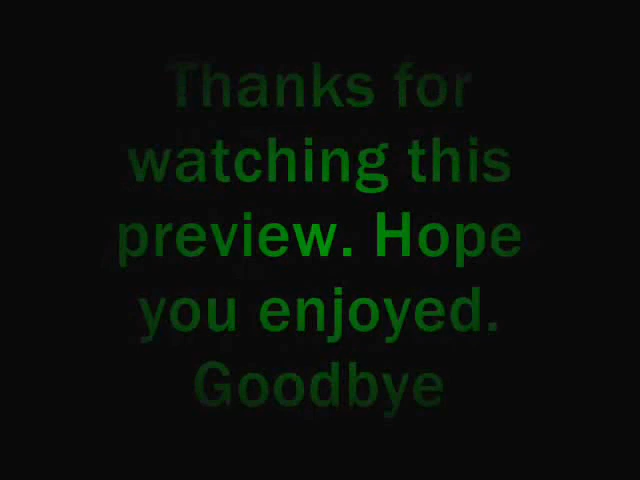 Thanks for
watching this
preview. Hope
you enjoyed.
Goodbye